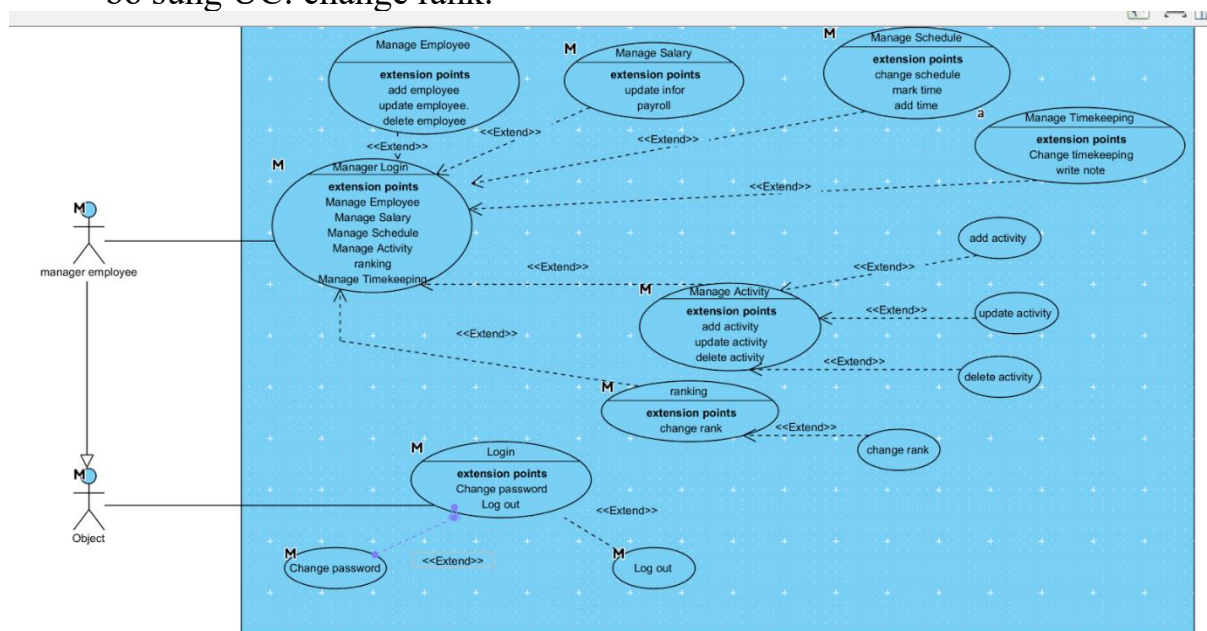 bổ sung UC: change rank.
Manage Employee
extension points
add employee
update employee.
delete employee
M
Manage Salary
extension points
update infor
payroll
M
Manage Schedule
extension points
change schedule
mark time
add time
a
Manage Timekeeping
extension points
Change timekeeping
write note
<<Extend>>
<<Extend>>
<<Extend>>
<<Extend>>
M
Manager Login
extension points
Manage Employee
Manage Salary
Manage Schedule
Manage Activity
ranking
Manage Timekeeping
M
manager employee
add activity
<<Extend>>
<<Extend>>
M
Manage Activity
extension points
add activity
update activity
delete activity
<<Extend>>
update activity
<<Extend>>
<<Extend>>
delete activity
M
ranking
extension points
change rank
<<Extend>>
change rank
M
Login
extension points
Change password
Log out
M
Object
<<Extend>>
M
Change password
<<Extend>>
M
Log out